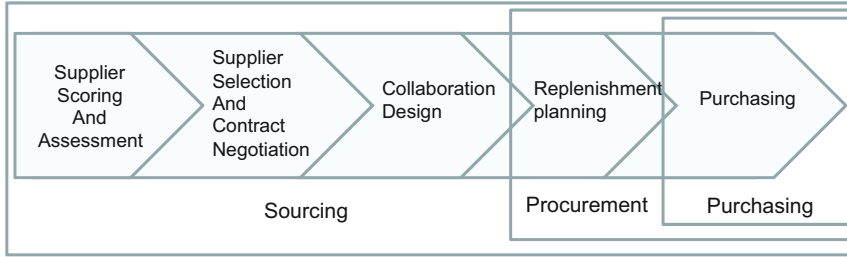 Supplier
Scoring
And
Assessment
Supplier
Selection
And
Contract
Negotiation
Collaboration
Design
Replenishment
planning
Purchasing
Sourcing
Procurement
Purchasing